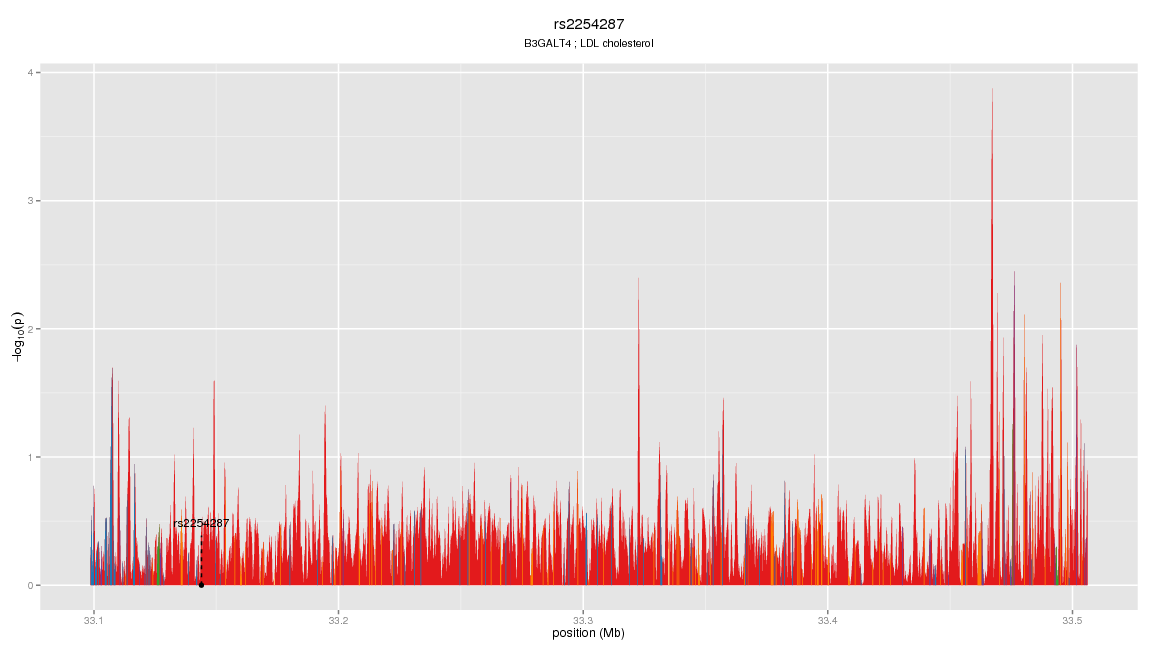 rs2254287
B3GALT4 ; LDL cholesterol
4
3
2
1
0
−log10(p)
rs2254287
33.1
33.2
33.3
33.4
33.5
position (Mb)